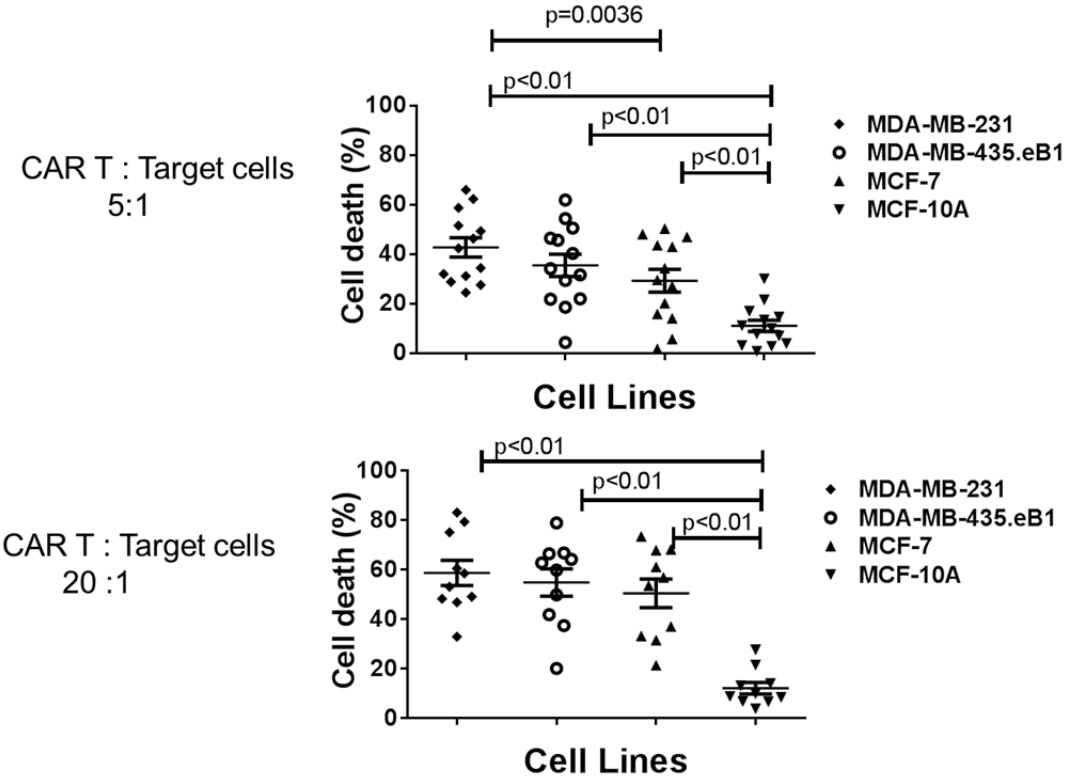 p=0.0036
p<0.01
p<0.01
p<0.01
CAR T : Target cells
5:1
Cell death (%)
100
80
60
40
20
0
MDA-MB-231
MDA-MB-435.eB1
MCF-7
MCF-10A
Cell Lines
p<0.01
p<0.01
p<0.01
CAR T : Target cells
20 :1
Cell death (%)
100
80
60
40
20
0
MDA-MB-231
MDA-MB-435.eB1
MCF-7
MCF-10A
Cell Lines